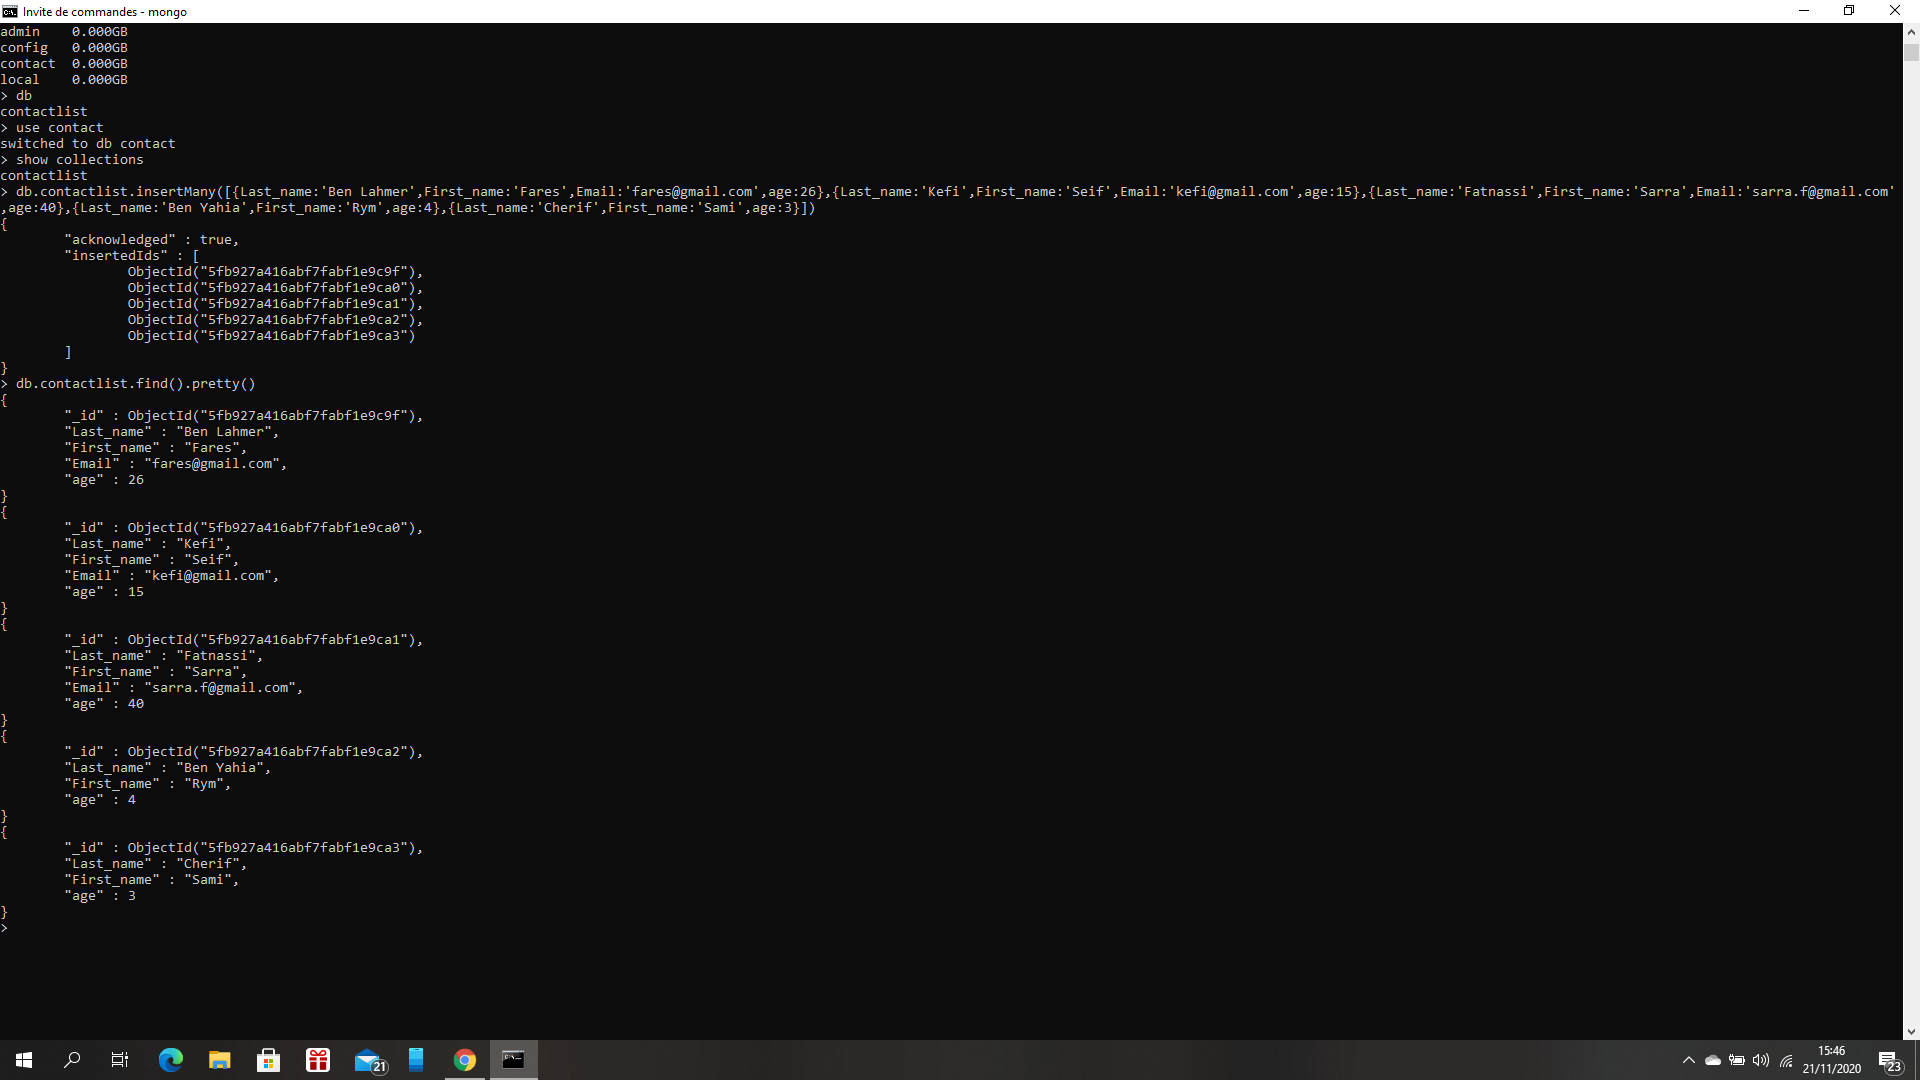 Invite de commandes - mongo
admin    0.000GB
config   0.000GB
contact  0.000GB
local    0.000GB
> db
contactlist
> use contact
switched to db contact
> show collections
contactlist
> db.contactlist.insertMany([{Last_name:'Ben Lahmer',First_name:'Fares',Email:'fares@gmail.com',age:26},{Last_name:'Kefi',First_name:'Seif',Email:'kefi@gmail.com',age:15},{Last_name:'Fatnassi',First_name:'Sarra',Email:'sarra.f@gmail.com'
,age:40},{Last_name:'Ben Yahia',First_name:'Rym',age:4},{Last_name:'Cherif',First_name:'Sami',age:3}])
{
        "acknowledged" : true,
        "insertedIds" : [
                ObjectId("5fb927a416abf7fabf1e9c9f"),
                ObjectId("5fb927a416abf7fabf1e9ca0"),
                ObjectId("5fb927a416abf7fabf1e9ca1"),
                ObjectId("5fb927a416abf7fabf1e9ca2"),
                ObjectId("5fb927a416abf7fabf1e9ca3")
        ]
}
> db.contactlist.find().pretty()
{
        "_id" : ObjectId("5fb927a416abf7fabf1e9c9f"),
        "Last_name" : "Ben Lahmer",
        "First_name" : "Fares",
        "Email" : "fares@gmail.com",
        "age" : 26
}
{
        "_id" : ObjectId("5fb927a416abf7fabf1e9ca0"),
        "Last_name" : "Kefi",
        "First_name" : "Seif",
        "Email" : "kefi@gmail.com",
        "age" : 15
}
{
        "_id" : ObjectId("5fb927a416abf7fabf1e9ca1"),
        "Last_name" : "Fatnassi",
        "First_name" : "Sarra",
        "Email" : "sarra.f@gmail.com",
        "age" : 40
}
{
        "_id" : ObjectId("5fb927a416abf7fabf1e9ca2"),
        "Last_name" : "Ben Yahia",
        "First_name" : "Rym",
        "age" : 4
}
{
        "_id" : ObjectId("5fb927a416abf7fabf1e9ca3"),
        "Last_name" : "Cherif",
        "First_name" : "Sami",
        "age" : 3
}
>
21
15:46
21/11/2020
23